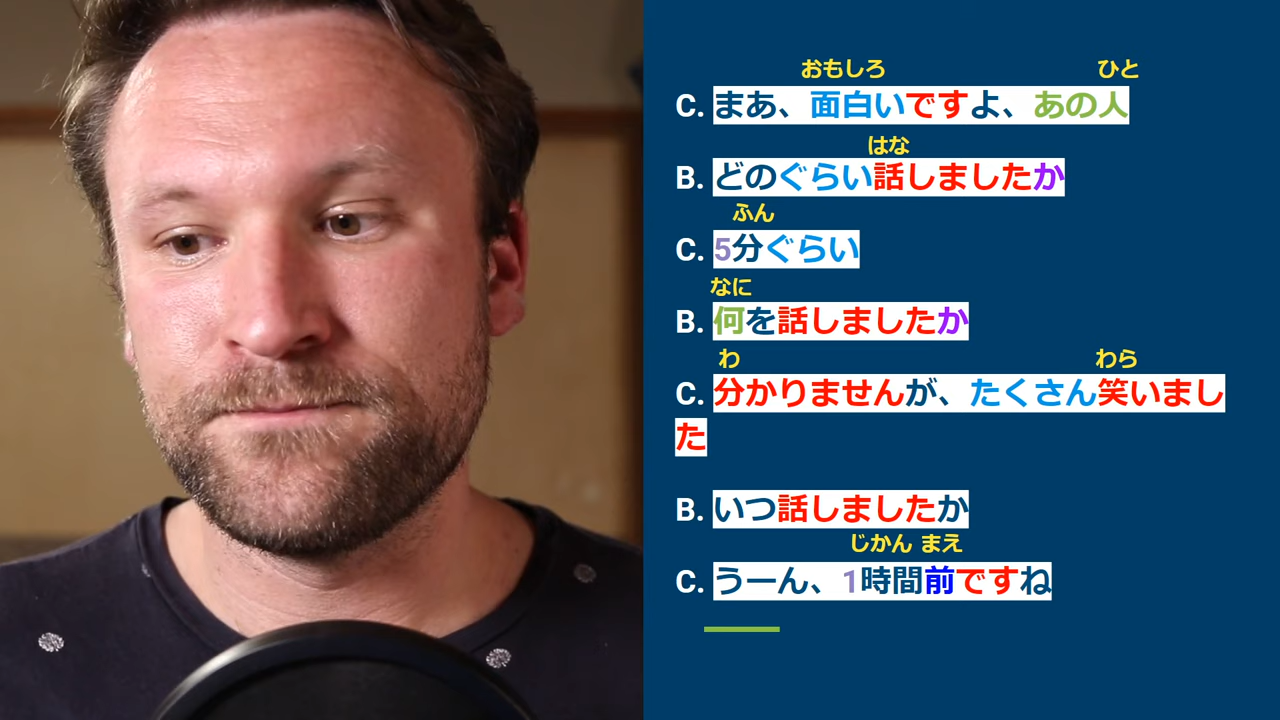 おもしろ ひと
C. まあ、面白いですよ、あの人
はな
B. どのぐらい話しましたか
ふん
C. 5分ぐらい
なに
B. 何を話しましたか
わ わら
C. 分かりませんが、たくさん笑いまし
た
B. いつ話しましたか
じかん まえ
C. うーん、1時間前ですね